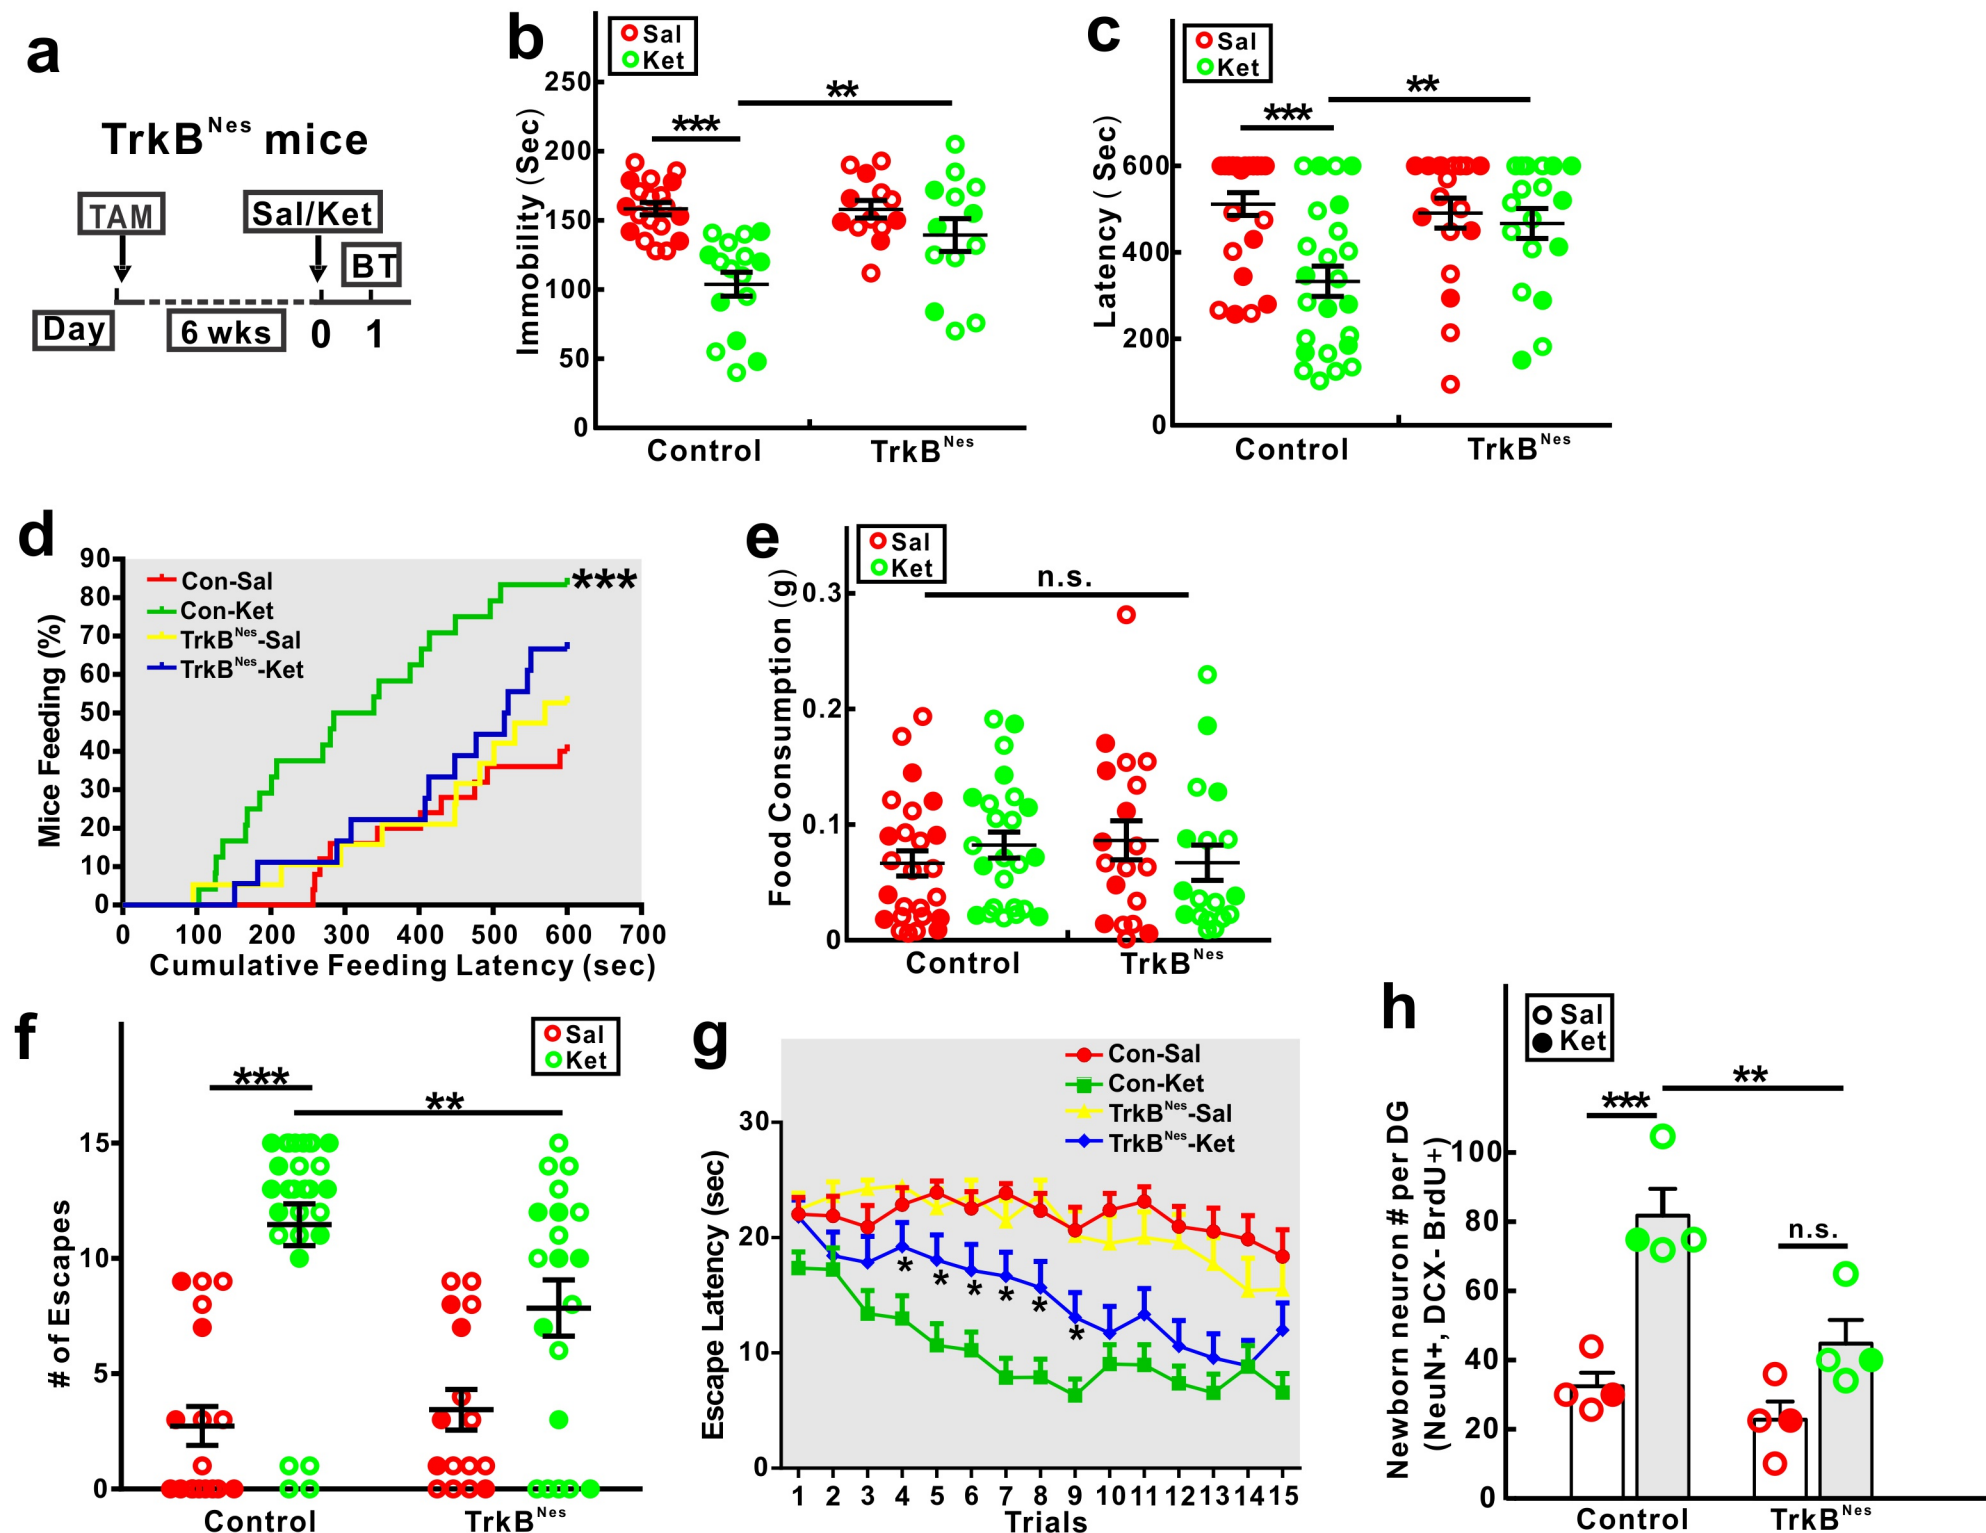 a
TrkB^Nes mice
TAM
Sal/Ket
BT
Day
6 wks
0
1
b
Sal
Ket
Immobility (Sec)
250
200
150
100
50
0
***
**
Control
TrkB^Nes
c
Sal
Ket
Latency ( Sec)
600
400
200
0
***
**
Control
TrkB^Nes
d
Mice Feeding (%)
90
80
70
60
50
40
30
20
10
0
Con-Sal
Con-Ket
TrkB^Nes-Sal
TrkB^Nes-Ket
***
0 100 200 300 400 500 600 700
Cumulative Feeding Latency (sec)
e
Sal
Ket
Food Consumption (g)
0.3
0.2
0.1
0
n.s.
Control
TrkB^Nes
f
Sal
Ket
# of Escapes
15
10
5
0
***
**
Control
TrkB^Nes
g
Con-Sal
Con-Ket
TrkB^Nes-Sal
TrkB^Nes-Ket
Escape Latency (sec)
30
20
10
0
* * * * * *
1 2 3 4 5 6 7 8 9 10 11 12 13 14 15
Trials
h
Sal
Ket
Newborn neuron # per DG
(NeuN+, DCX- BrdU+)
100
80
60
40
20
0
***
**
n.s.
Control
TrkB^Nes